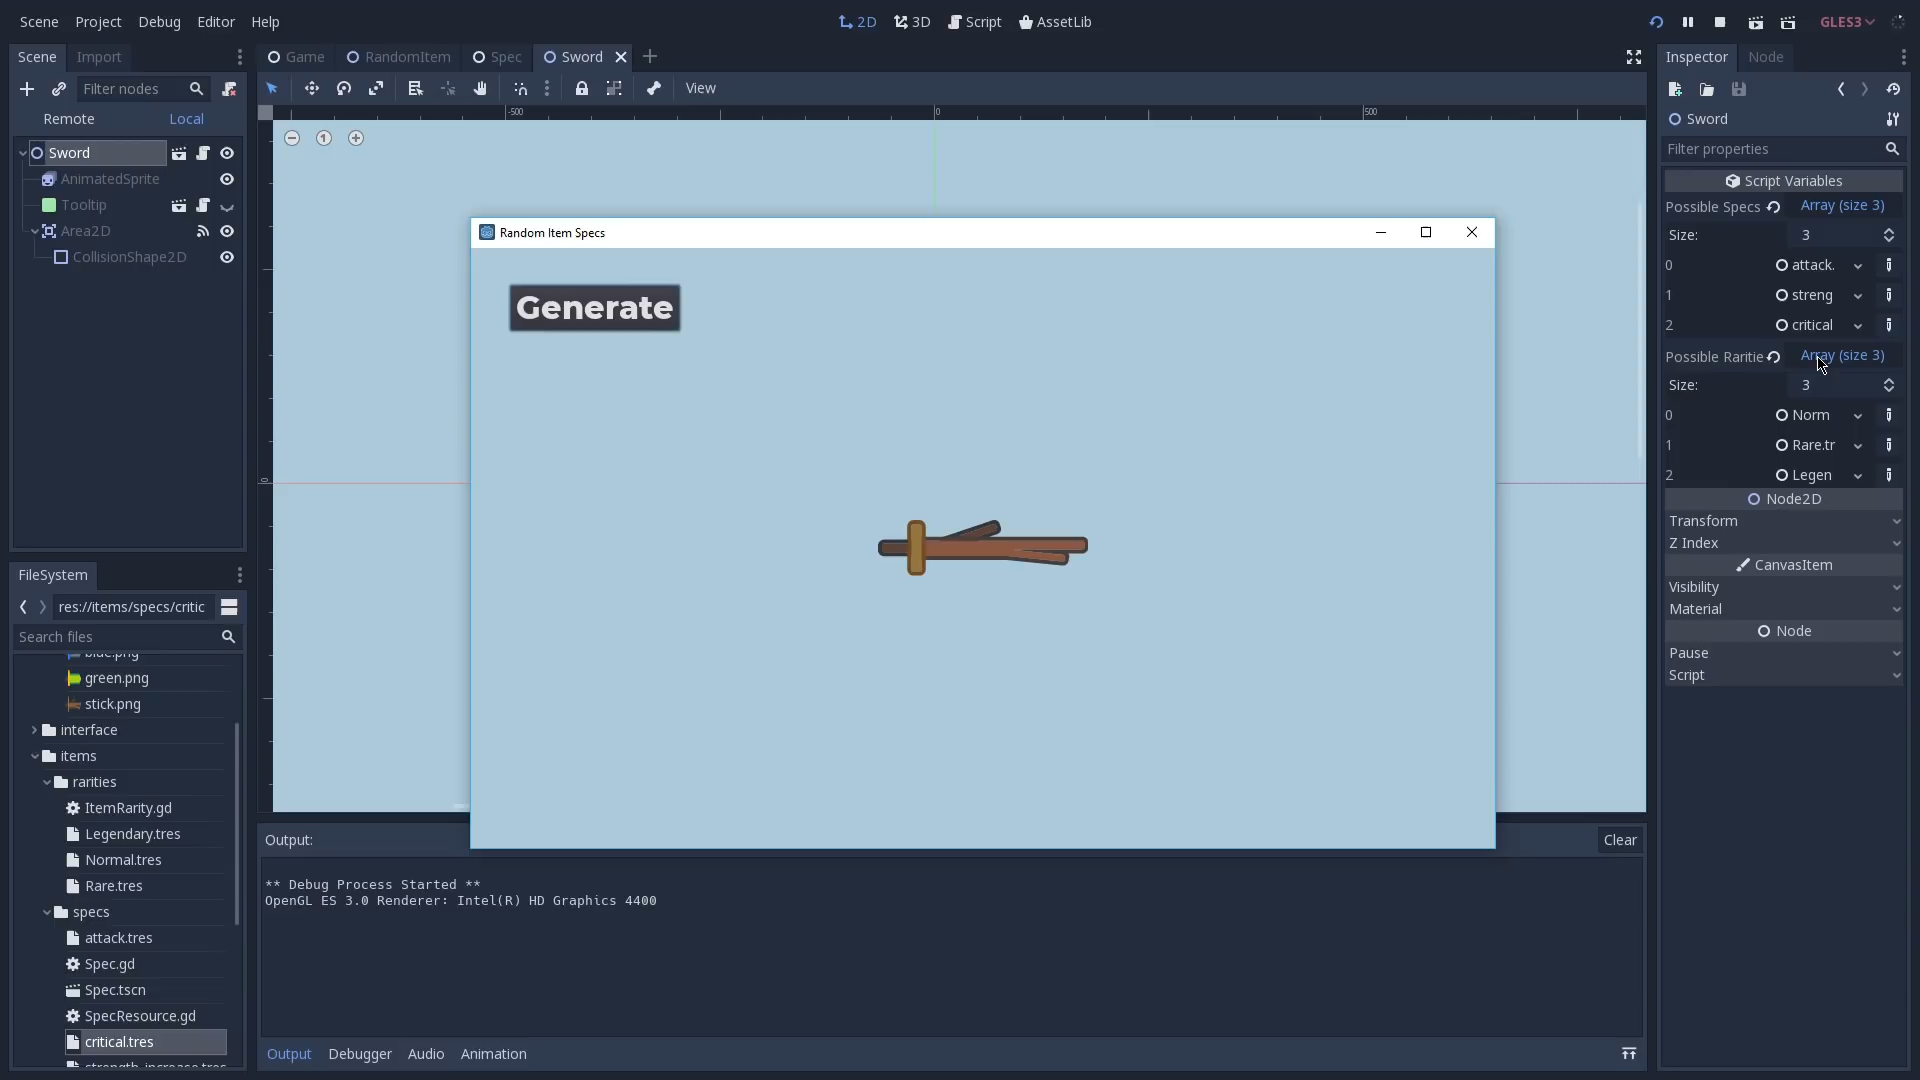 Scene Project Debug Editor Help 2D 3D Script AssetLib GLES3
Scene Import
Filter nodes
Remote Local
Sword
AnimatedSprite
Tooltip
Area2D
CollisionShape2D
FileSystem
res://items/specs/critic
Search files
blue.png
green.png
stick.png
interface
items
rarities
ItemRarity.gd
Legendary.tres
Normal.tres
Rare.tres
specs
attack.tres
Spec.gd
Spec.tscn
SpecResource.gd
critical.tres
strength_increase.tres
Game RandomItem Spec Sword
View
-500 0 500
0
1
Random Item Specs
Generate
Output: Clear
** Debug Process Started **
OpenGL ES 3.0 Renderer: Intel(R) HD Graphics 4400
Output Debugger Audio Animation
Inspector Node
Sword
Filter properties
Script Variables
Possible Specs Array (size 3)
Size: 3
0 attack.
1 streng
2 critical
Possible Raritie Array (size 3)
Size: 3
0 Norm
1 Rare.tr
2 Legen
Node2D
Transform
Z Index
CanvasItem
Visibility
Material
Node
Pause
Script